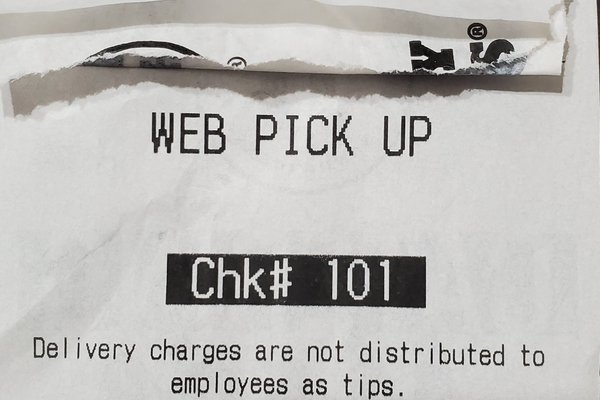 WEB PICK UP
Chk# 101
Delivery charges are not distributed to
employees as tips.